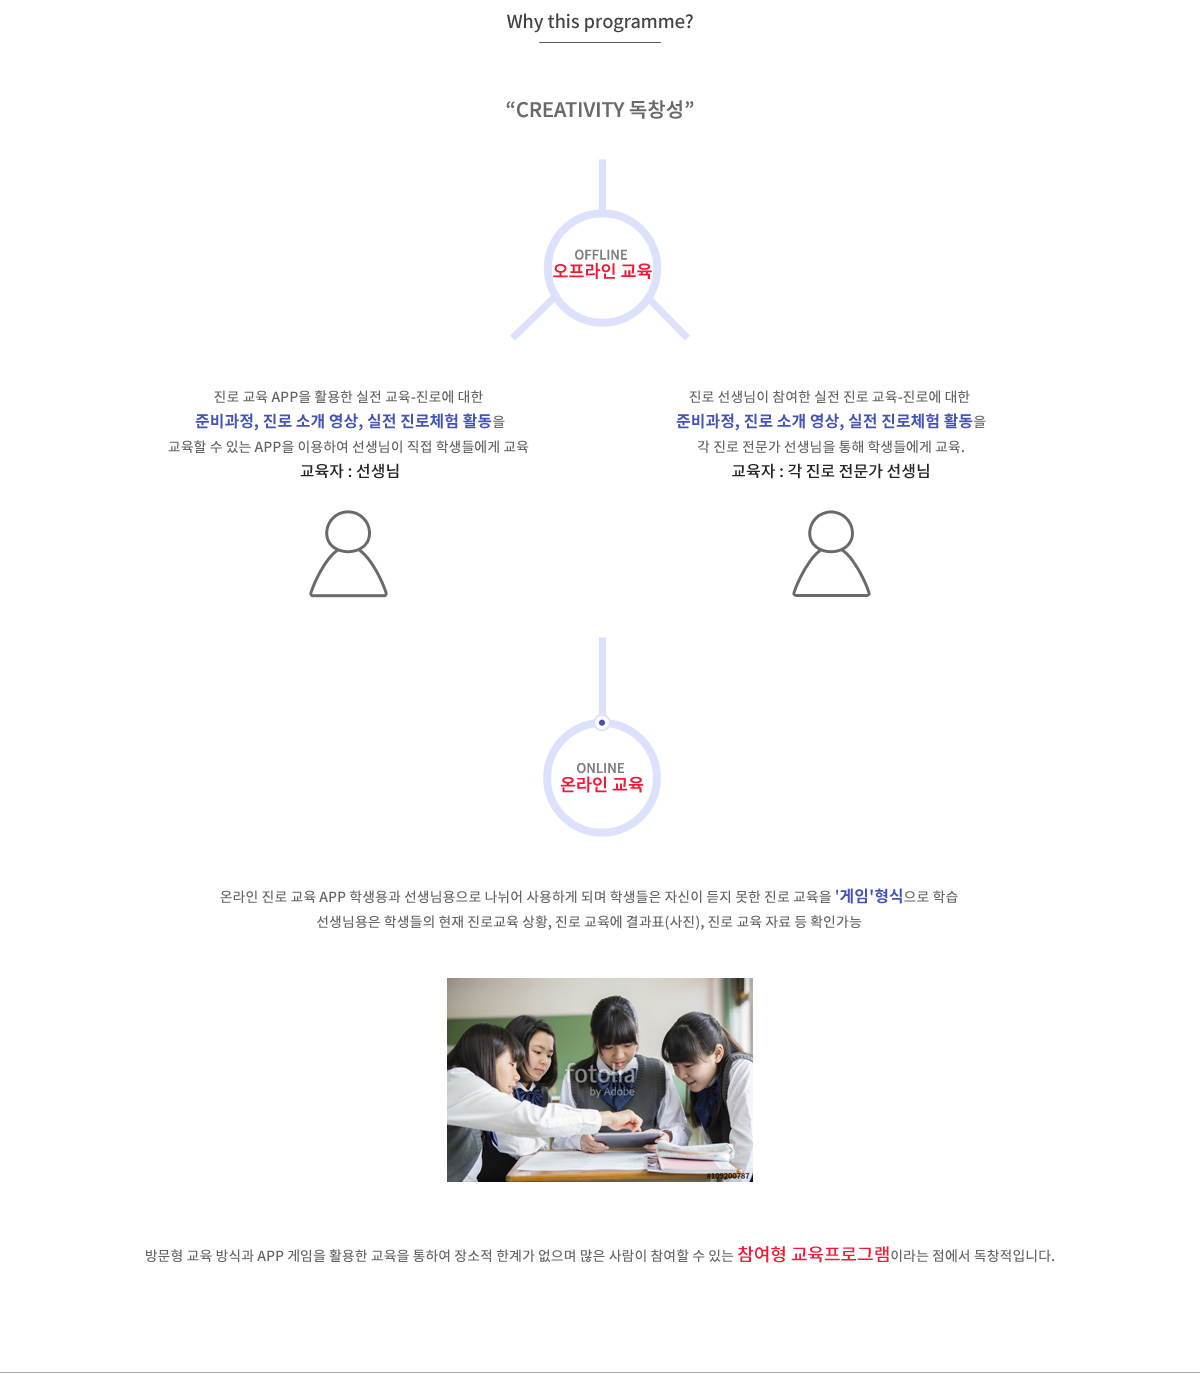 Why this programme?
“CREATIVITY 독창성”
OFFLINE
오프라인 교육
진로 교육 APP을 활용한 실전 교육-진로에 대한
준비과정, 진로 소개 영상, 실전 진로체험 활동을
교육할 수 있는 APP을 이용하여 선생님이 직접 학생들에게 교육
교육자 : 선생님
진로 선생님이 참여한 실전 진로 교육-진로에 대한
준비과정, 진로 소개 영상, 실전 진로체험 활동을
각 진로 전문가 선생님을 통해 학생들에게 교육.
교육자 : 각 진로 전문가 선생님
ONLINE
온라인 교육
온라인 진로 교육 APP 학생용과 선생님용으로 나뉘어 사용하게 되며 학생들은 자신이 듣지 못한 진로 교육을 '게임'형식으로 학습
선생님용은 학생들의 현재 진로교육 상황, 진로 교육에 결과표(사진), 진로 교육 자료 등 확인가능
fotolia
by Adobe
#109200787
방문형 교육 방식과 APP 게임을 활용한 교육을 통하여 장소적 한계가 없으며 많은 사람이 참여할 수 있는 참여형 교육프로그램이라는 점에서 독창적입니다.